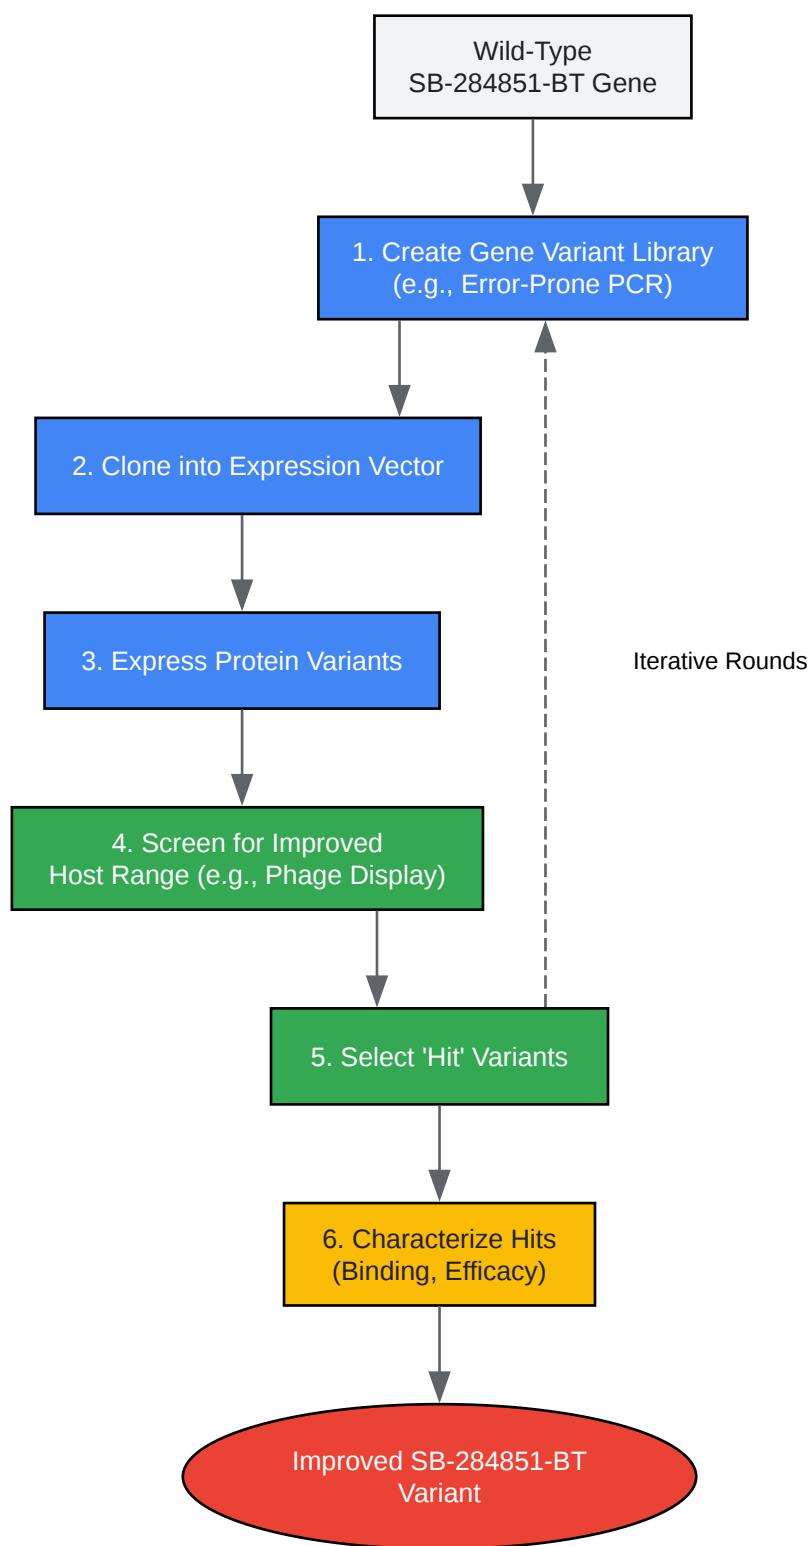 Wild-Type
SB-284851-BT Gene
1. Create Gene Variant Library
(e.g., Error-Prone PCR)
2. Clone into Expression Vector
3. Express Protein Variants
Iterative Rounds
4. Screen for Improved
Host Range (e.g., Phage Display)
5. Select 'Hit' Variants
6. Characterize Hits
(Binding, Efficacy)
Improved SB-284851-BT
Variant